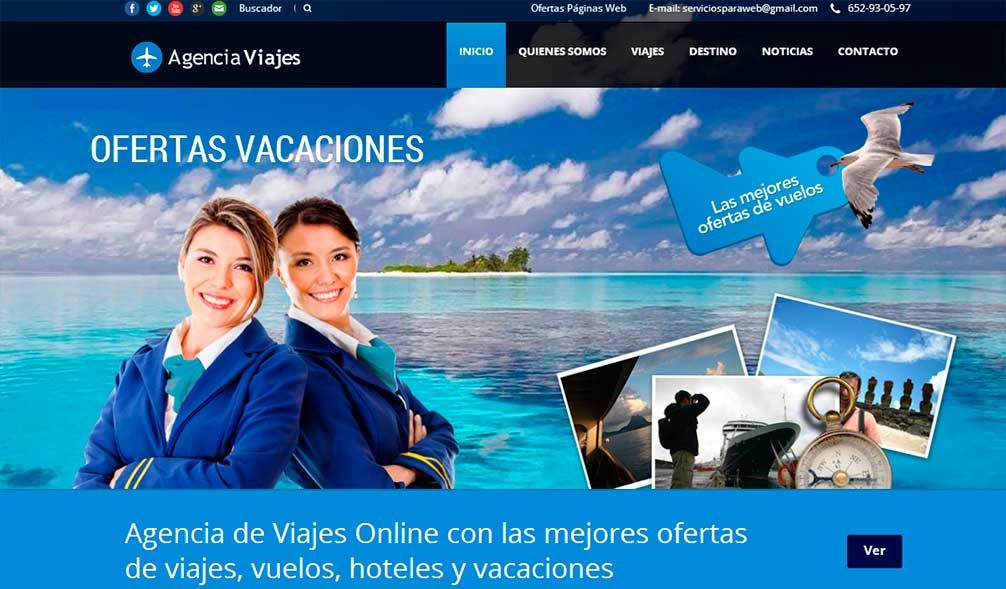 Buscador
Ofertas Páginas Web
E-mail: serviciosparaweb@gmail.com
652-93-05-97
Agencia Viajes
INICIO
QUIENES SOMOS
VIAJES
DESTINO
NOTICIAS
CONTACTO
OFERTAS VACACIONES
Las mejores
ofertas de vuelos
Agencia de Viajes Online con las mejores ofertas
de viajes, vuelos, hoteles y vacaciones
Ver